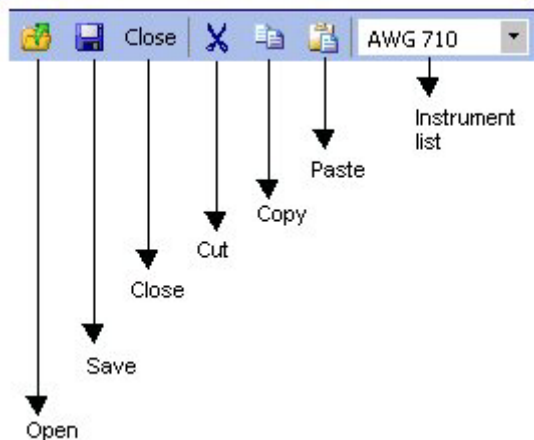 Close
AWG 710
Instrument
list
Paste
Copy
Cut
Close
Save
Open